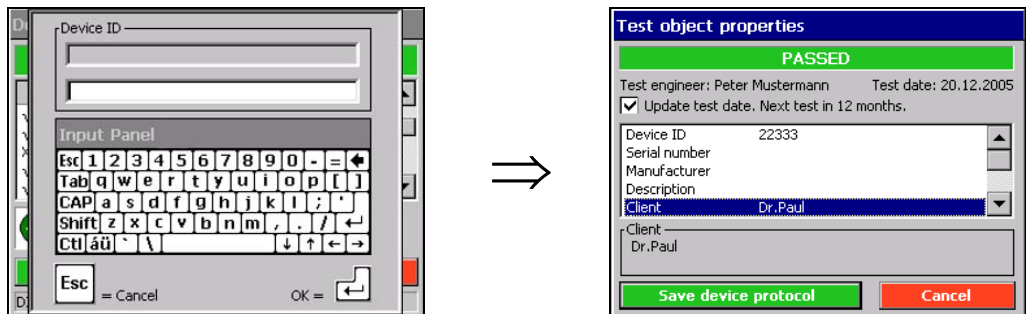 Device ID
Input Panel
Esc 1 2 3 4 5 6 7 8 9 0 - =
Tab q w e r t y u i o p [ ]
CAP a s d f g h j k l ; '
Shift z x c v b n m , . /
Ctl áü ` \ ↓ ↑ ← →
Esc = Cancel OK =
Test object properties
PASSED
Test engineer: Peter Mustermann Test date: 20.12.2005
Update test date. Next test in 12 months.
Device ID 22333
Serial number
Manufacturer
Description
Client Dr.Paul
Client
Dr.Paul
Save device protocol Cancel